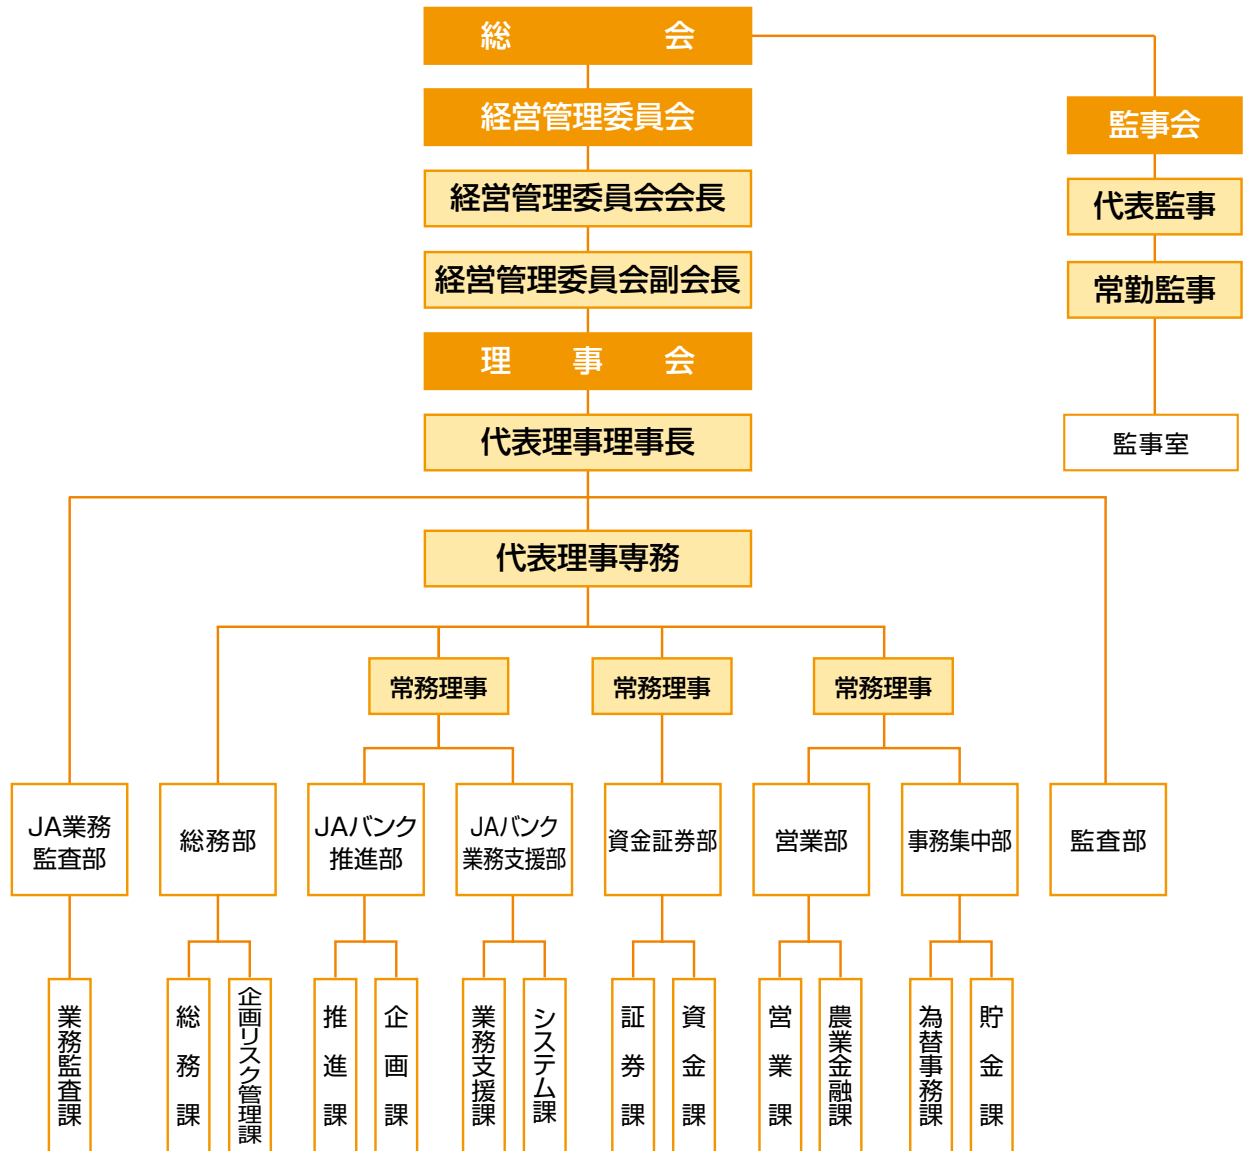 総会
経営管理委員会
監事会
経営管理委員会会長
代表監事
経営管理委員会副会長
常勤監事
理事会
代表理事理事長
監事室
代表理事専務
常務理事
常務理事
常務理事
JA業務
監査部
総務部
JAバンク
推進部
JAバンク
業務支援部
資金証券部
営業部
事務集中部
監査部
業務監査課
総務課
企画リスク管理課
推進課
企画課
業務支援課
システム課
証券課
資金課
営業課
農業金融課
為替事務課
貯金課